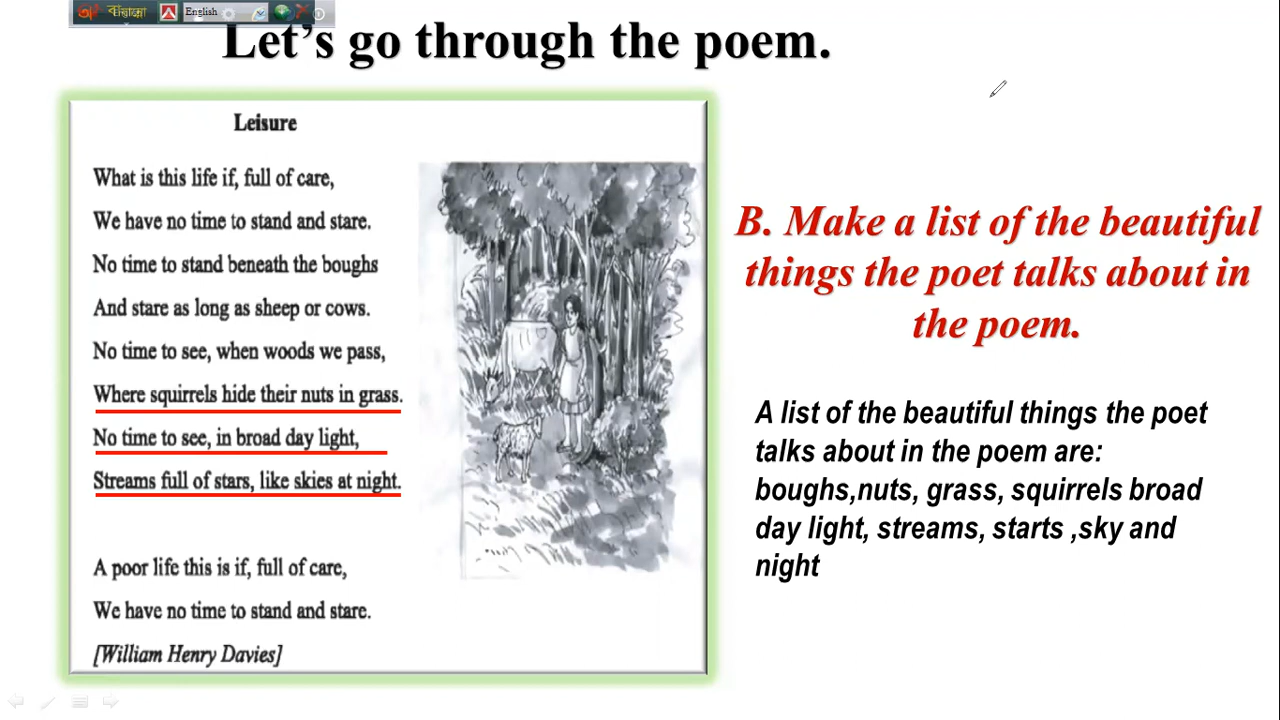 English
Let's go through the poem.
Leisure
What is this life if, full of care,
We have no time to stand and stare.
No time to stand beneath the boughs
And stare as long as sheep or cows.
No time to see, when woods we pass,
Where squirrels hide their nuts in grass.
No time to see, in broad day light,
Streams full of stars, like skies at night.
A poor life this is if, full of care,
We have no time to stand and stare.
[William Henry Davies]
B. Make a list of the beautiful
things the poet talks about in
the poem.
A list of the beautiful things the poet
talks about in the poem are:
boughs,nuts, grass, squirrels broad
day light, streams, starts ,sky and
night